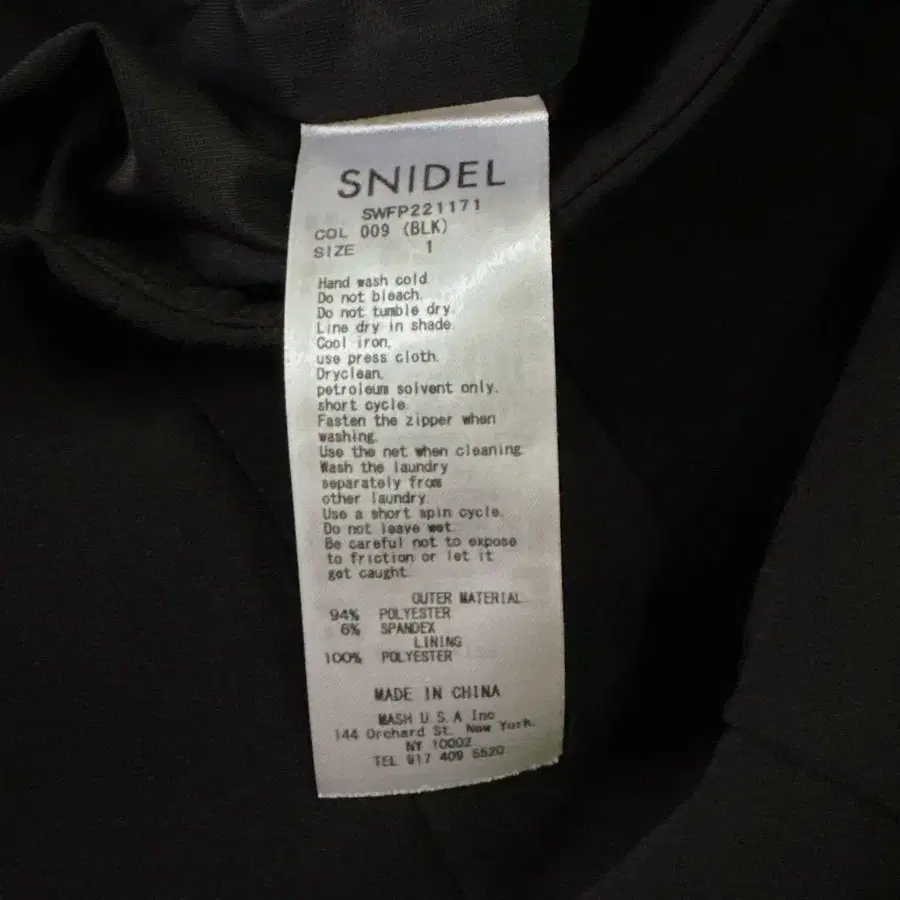 SNIDEL
SWFP221171
COL 009 (BLK)
SIZE 1
Hand wash cold.
Do not bleach.
Do not tumble dry.
Line dry in shade.
Cool iron,
use press cloth.
Dryclean,
petroleum solvent only.
short cycle.
Fasten the zipper when
washing.
Use the net when cleaning.
Wash the laundry
separately from
other laundry.
Use a short spin cycle.
Do not leave wet.
Be careful not to expose
to friction or let it
get caught.
OUTER MATERIAL
94% POLYESTER
6% SPANDEX
LINING
100% POLYESTER
MADE IN CHINA
MASH U.S.A Inc
144 Orchard St. New York.
NY 10002
TEL 917 409 5520